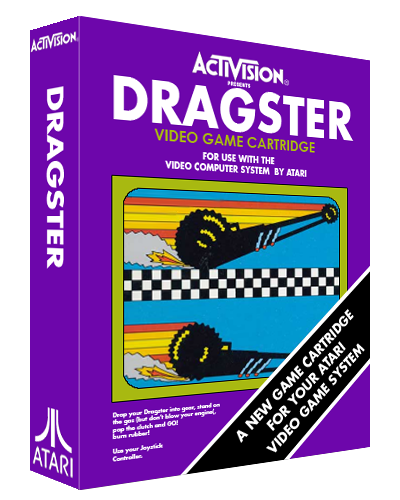 ACTIVISION
DRAGSTER
ATARI
ACTIVISION®
PRESENTS
DRAGSTER
VIDEO GAME CARTRIDGE
FOR USE WITH THE
VIDEO COMPUTER SYSTEM BY ATARI
Drop your Dragster into gear, stand on
the gas (but don't blow your engine(,
pop the clutch and GO!
burn rubber!
Use your Joystick
Controller.
A NEW GAME CARTRIDGE
FOR YOUR ATARI
VIDEO GAME SYSTEM